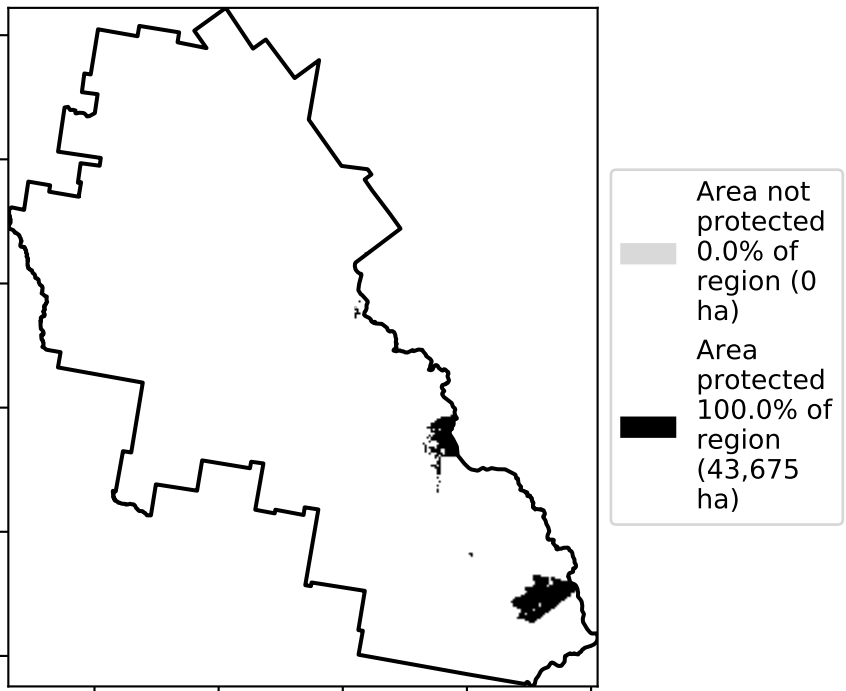 Area not
protected
0.0% of
region (0
ha)
Area
protected
100.0% of
region
(43,675
ha)